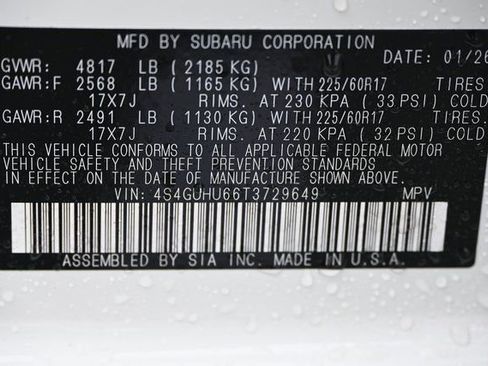 MFD BY SUBARU CORPORATION
GVWR: 4817 LB (2185 KG) DATE: 01/26
GAWR:F 2568 LB (1165 KG) WITH 225/60R17 TIRES
17X7J RIMS. AT 230 KPA (33 PSI) COLD
GAWR:R 2491 LB (1130 KG) WITH 225/60R17 TIRES.
17X7J RIMS. AT 220 KPA (32 PSI) COLD
THIS VEHICLE CONFORMS TO ALL APPLICABLE FEDERAL MOTOR
VEHICLE SAFETY AND THEFT PREVENTION STANDARDS
IN EFFECT ON THE DATE OF MANUFACTURE SHOWN ABOVE.
VIN: 4S4GUHU66T3729649 MPV
ASSEMBLED BY SIA INC. MADE IN U.S.A.